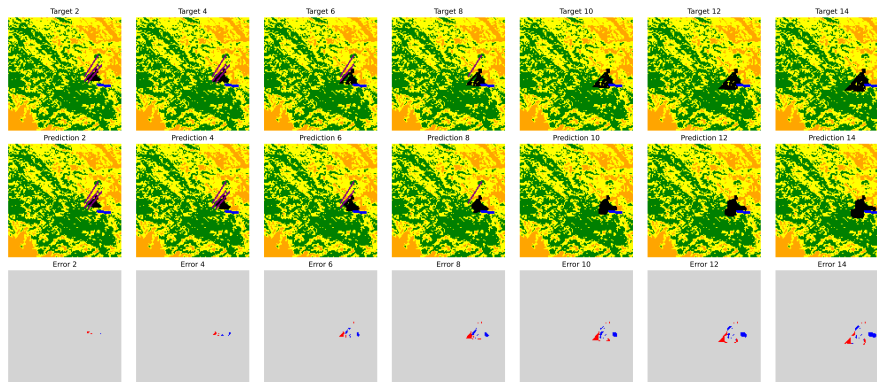 Target 2 Target 4 Target 6 Target 8 Target 10 Target 12 Target 14
Prediction 2 Prediction 4 Prediction 6 Prediction 8 Prediction 10 Prediction 12 Prediction 14
Error 2 Error 4 Error 6 Error 8 Error 10 Error 12 Error 14